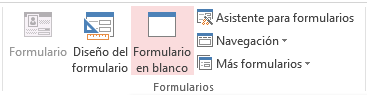 Formulario
Diseño del
formulario
Formulario
en blanco
Asistente para formularios
Navegación
Más formularios
Formularios